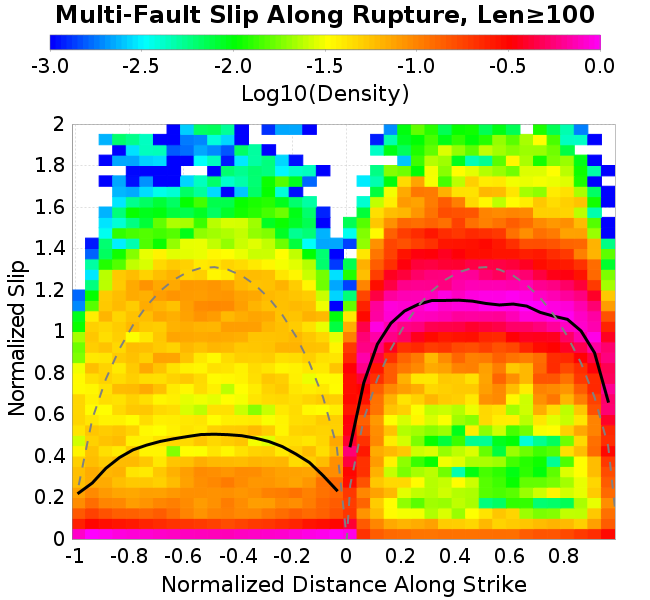 Multi-Fault Slip Along Rupture, Len≥100
-3.0 -2.5 -2.0 -1.5 -1.0 -0.5 0.0
Log10(Density)
2
1.8
1.6
1.4
1.2
1
0.8
0.6
0.4
0.2
0
Normalized Slip
-1 -0.8 -0.6 -0.4 -0.2 0 0.2 0.4 0.6 0.8
Normalized Distance Along Strike